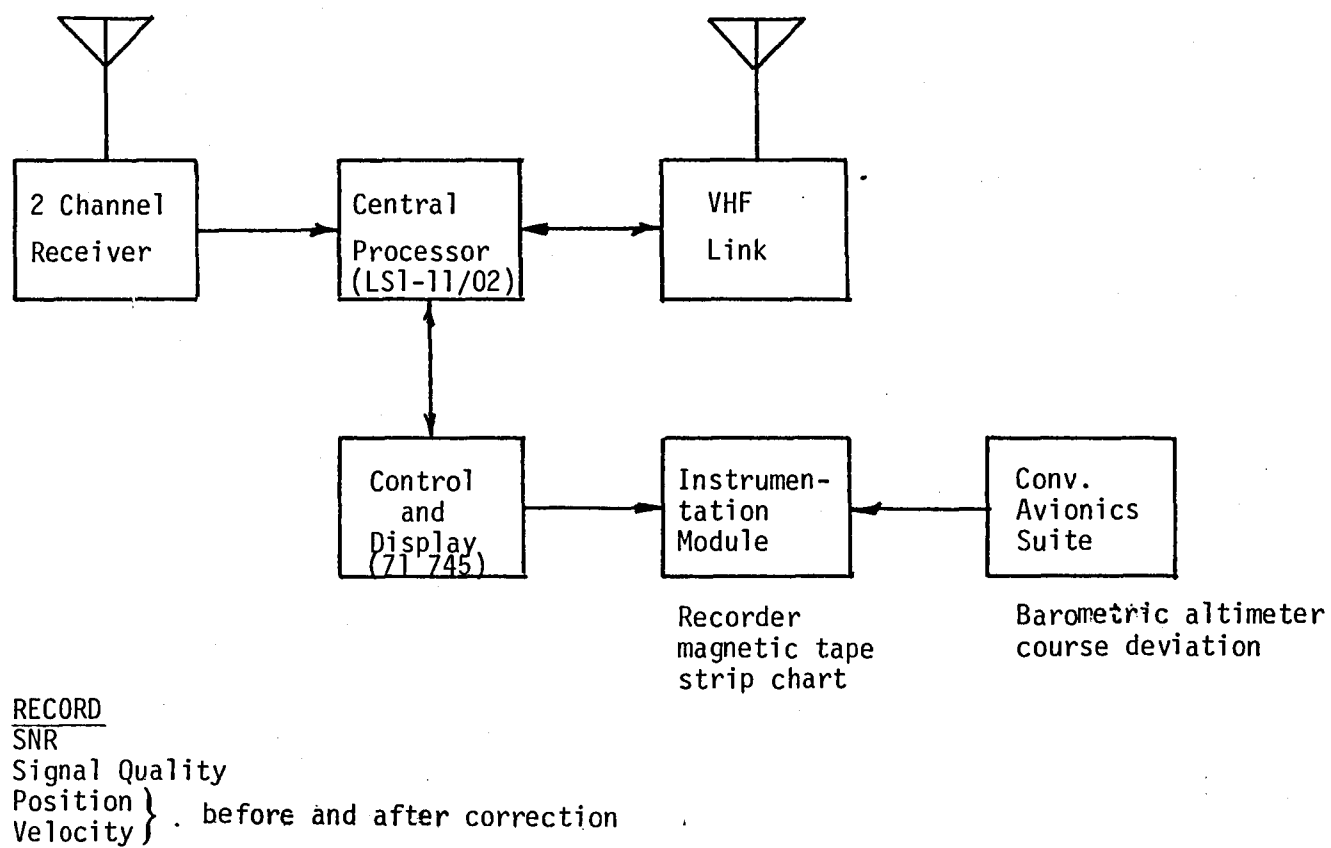 2 Channel
Receiver
Central
Processor
(LS1-11/02)
VHF
Link
Control
and
Display
(71 745)
Instrumen-
tation
Module
Conv.
Avionics
Suite
Recorder
magnetic tape
strip chart
Barometric altimeter
course deviation
RECORD
SNR
Signal Quality
Position
Velocity } . before and after correction